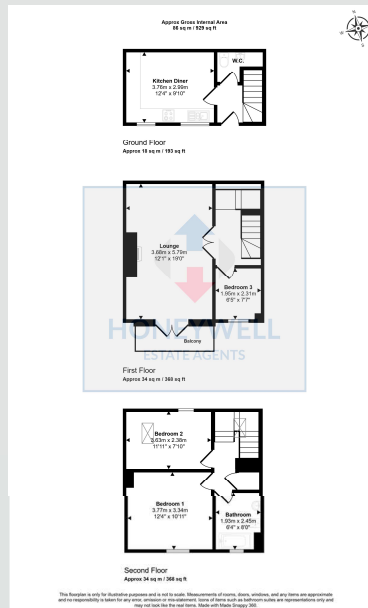 Approx Gross Internal Area
86 sq m / 929 sq ft
W.C.
Kitchen Diner
3.76m x 2.99m
12'4" x 9'10"
Ground Floor
Approx 18 sq m / 193 sq ft
Lounge
3.68m x 5.79m
12'1" x 19'0"
Bedroom 3
1.95m x 2.31m
6'5" x 7'7"
HONEYWELL
Balcony
ESTATE AGENTS
First Floor
Approx 34 sq m / 368 sq ft
Bedroom 2
3.63m x 2.38m
11'11" x 7'10"
Bedroom 1
3.77m x 3.34m
12'4" x 10'11"
Bathroom
1.93m x 2.45m
6'4" x 8'0"
Second Floor
Approx 34 sq m / 368 sq ft
This floorplan is only for illustrative purposes and is not to scale. Measurements of rooms, doors, windows, and any items are approximate
and no responsibility is taken for any error, omission or mis-statement. Icons of items such as bathroom suites are representations only and
may not look like the real items. Made with Made Snappy 360.